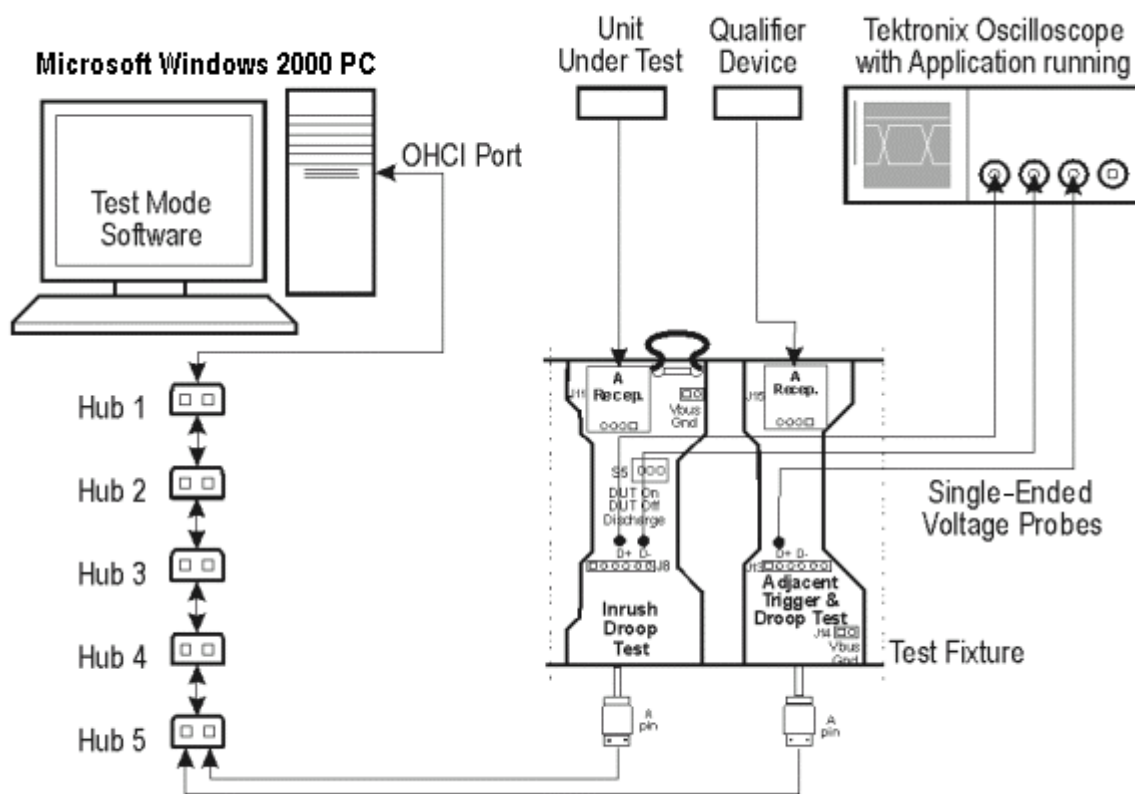 Microsoft Windows 2000 PC
Unit
Under Test
Qualifier
Device
Tektronix Oscilloscope
with Application running
OHCI Port
Test Mode
Software
Hub 1
Hub 2
Hub 3
Hub 4
Hub 5
A
Recep.
J11
Vbus
Gnd
S5
DUT On
DUT Off
Discharge
D+ D-
J8
Inrush
Droop
Test
A
Recep.
J15
D+ D-
J13
Adjacent
Trigger &
Droop Test
J14
Vbus
Gnd
Single-Ended
Voltage Probes
Test Fixture
A
pin
A
pin